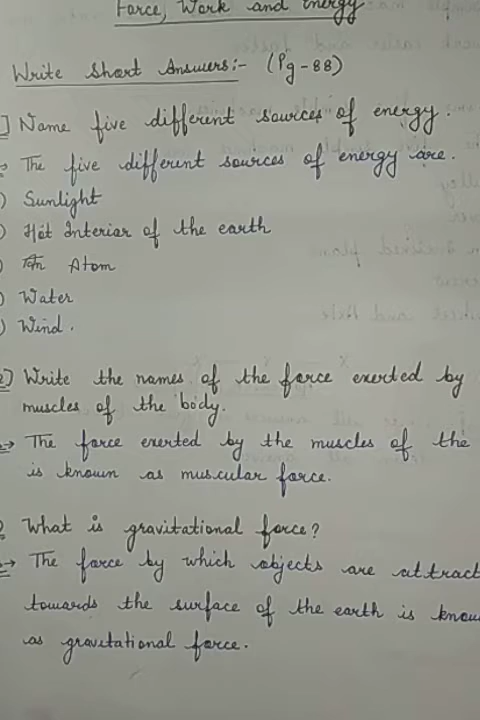 Force, Work and Energy
Write Short Answers:- (Pg-88)
] Name five different sources of energy.
The five different sources of energy are.
) Sunlight
) Hot Interior of the earth
) Atom
) Water
) Wind.
2) Write the names of the force exerted by
muscles of the body.
→ The force exerted by the muscles of the
is known as muscular force.
What is gravitational force?
→ The force by which objects are attract
towards the surface of the earth is know
as gravitational force.